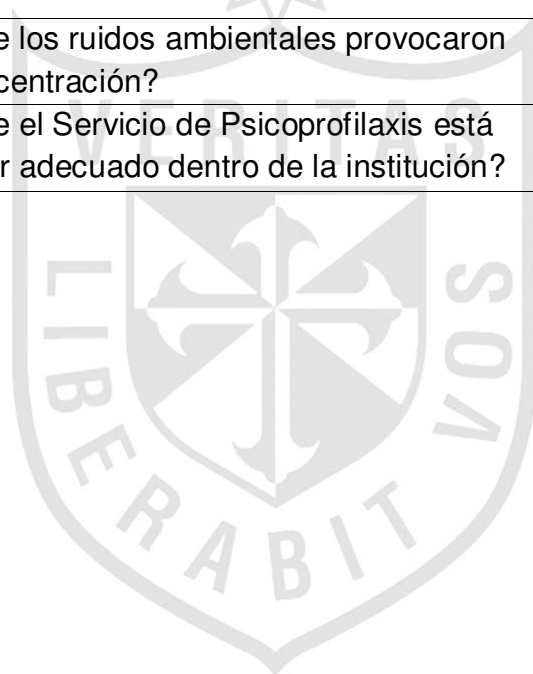 e los ruidos ambientales provocaron
centración?
e el Servicio de Psicoprofilaxis está
r adecuado dentro de la institución?
VERITAS
LIBERABIT VOS